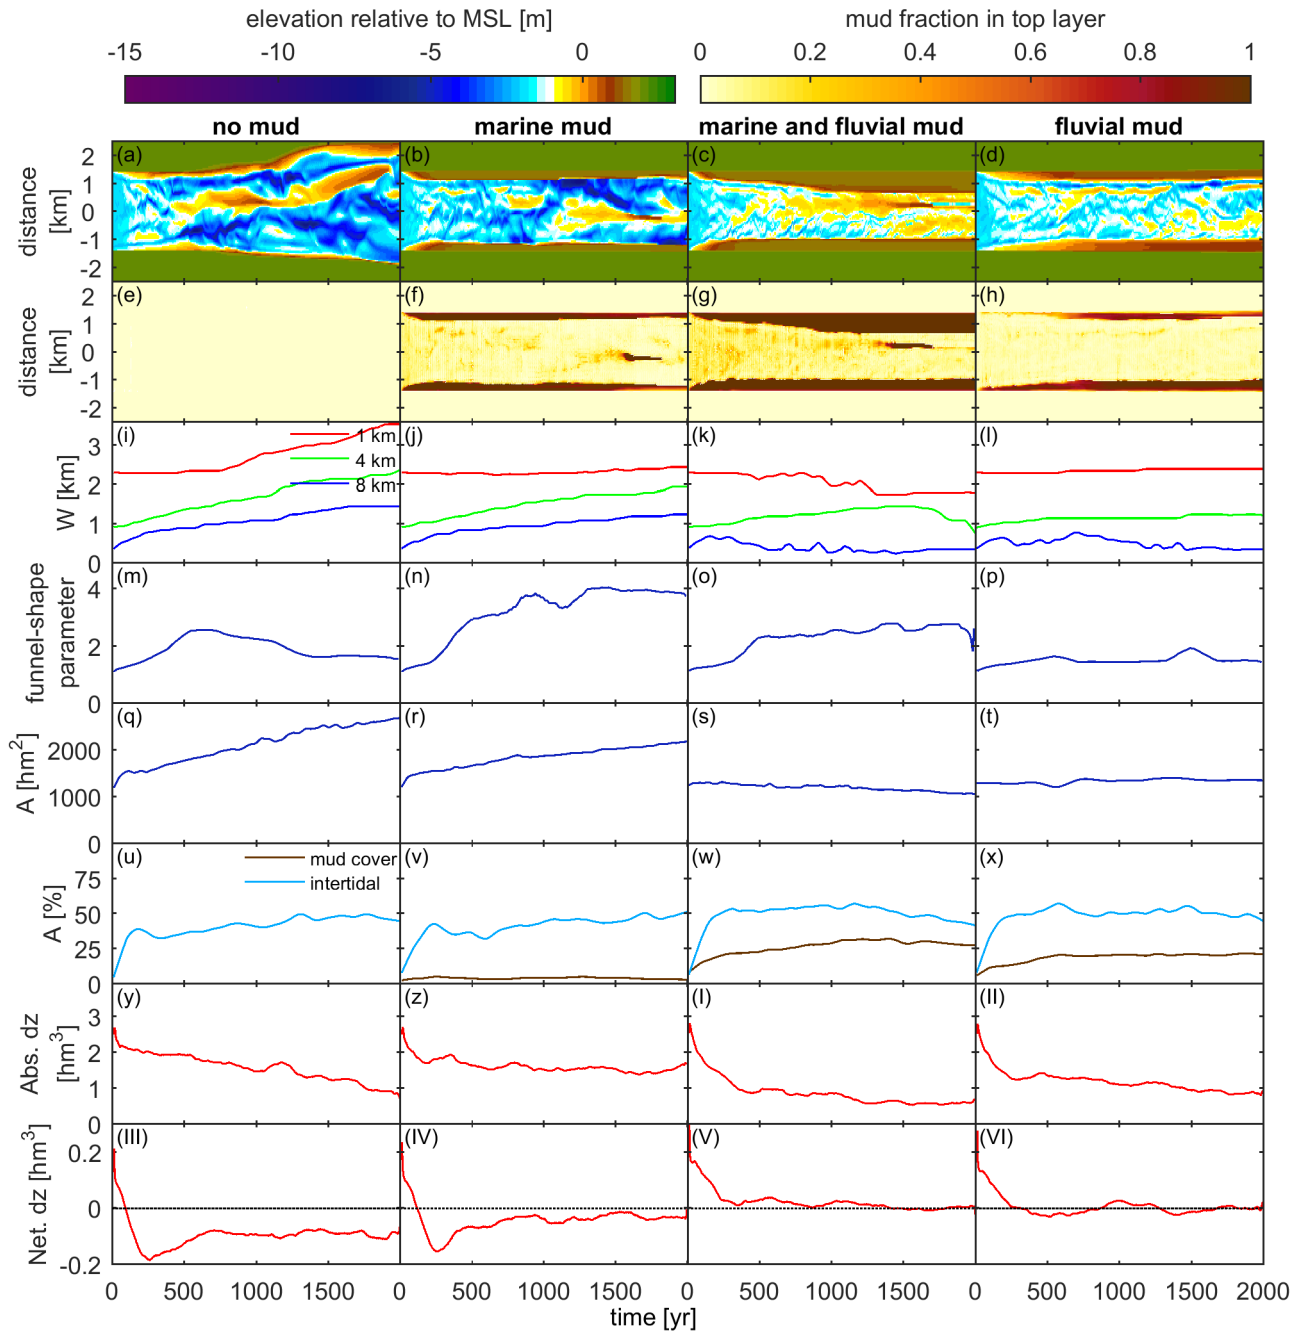 elevation relative to MSL [m]
mud fraction in top layer
-15 -10 -5 0
0 0.2 0.4 0.6 0.8 1
no mud
marine mud
marine and fluvial mud
fluvial mud
(a) (b) (c) (d)
distance
[km]
2
1
0
-1
-2
(e) (f) (g) (h)
distance
[km]
2
1
0
-1
-2
(i) (j) (k) (l)
W [km]
3
2
1
0
1 km
4 km
8 km
(m) (n) (o) (p)
funnel-shape
parameter
4
2
0
(q) (r) (s) (t)
A [hm²]
2000
1000
0
(u) (v) (w) (x)
A [%]
75
50
25
0
mud cover
intertidal
(y) (z) (I) (II)
Abs. dz
[hm³]
3
2
1
0
(III) (IV) (V) (VI)
Net. dz [hm³]
0.2
0
-0.2
0 500 1000 1500 0 500 1000 1500 0 500 1000 1500 0 500 1000 1500 2000
time [yr]